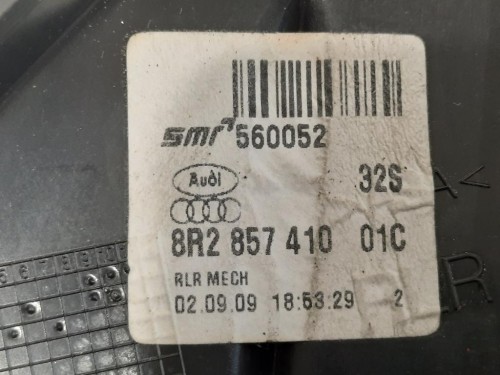 SMR 560052
Audi 32S
8R2 857 410 01C
RLR MECH
02.09.09 18:53:29 2